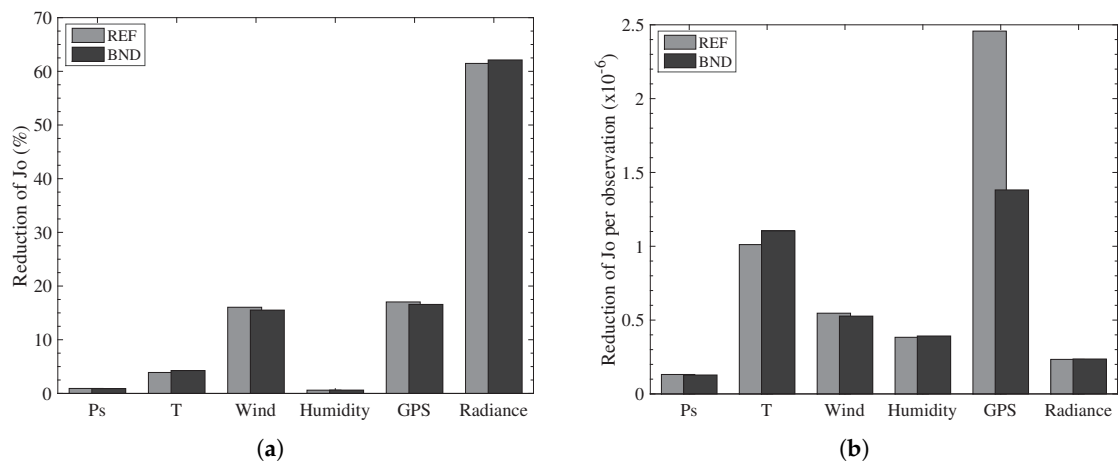 70
60
50
40
30
20
10
0
Reduction of Jo (%)
REF
BND
Ps T Wind Humidity GPS Radiance
(a)
2.5
2
1.5
1
0.5
0
Reduction of Jo per observation (x10⁻⁶)
REF
BND
Ps T Wind Humidity GPS Radiance
(b)